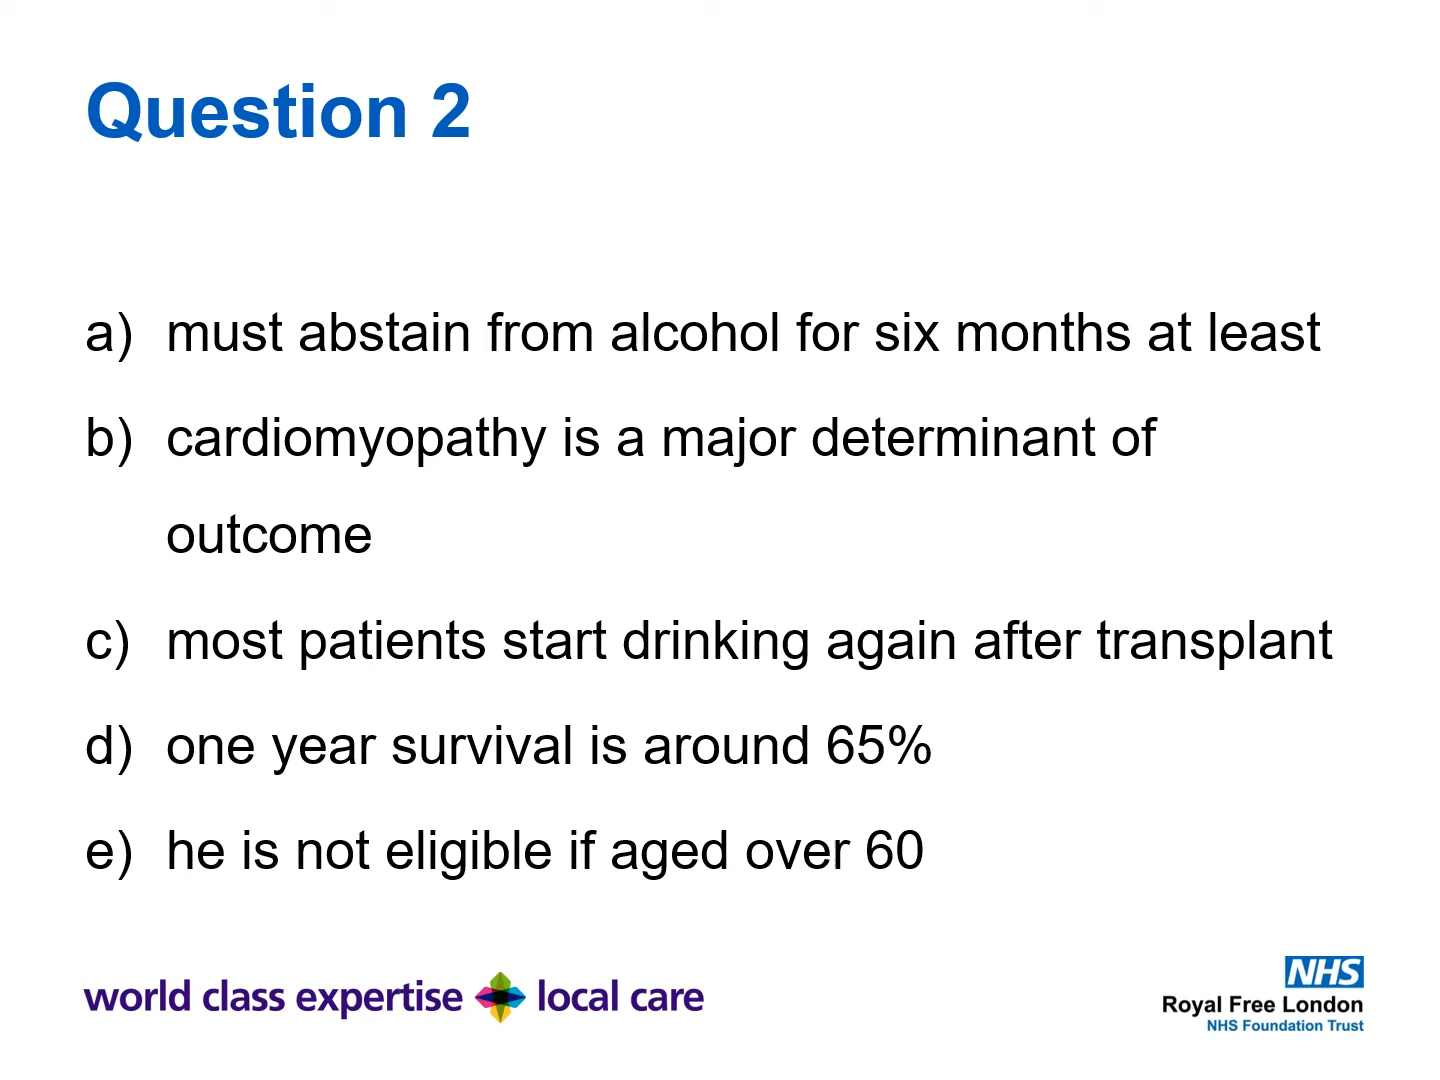 Question 2
a) must abstain from alcohol for six months at least
b) cardiomyopathy is a major determinant of
outcome
c) most patients start drinking again after transplant
d) one year survival is around 65%
e) he is not eligible if aged over 60
world class expertise local care
NHS
Royal Free London
NHS Foundation Trust